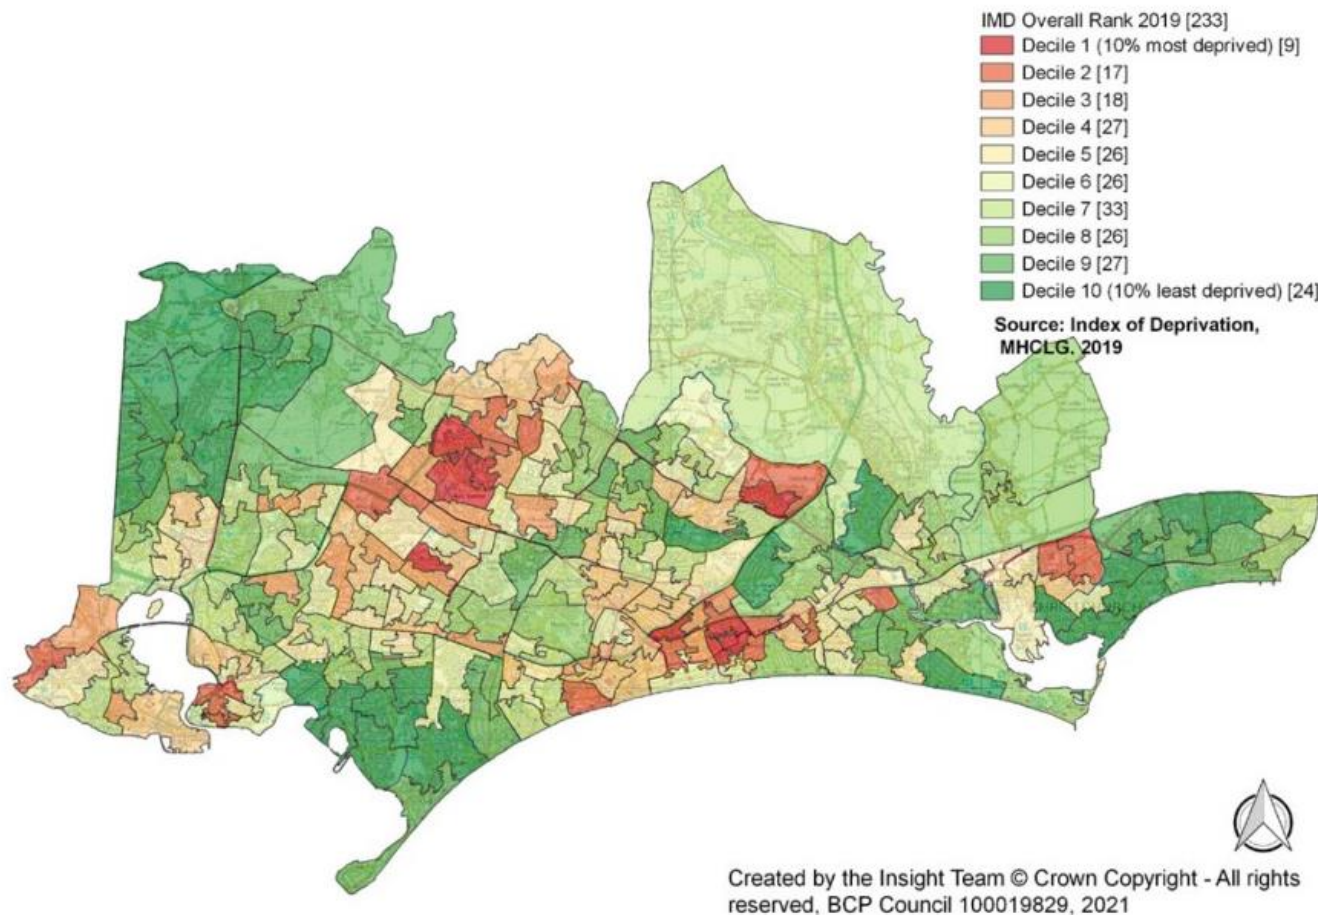 IMD Overall Rank 2019 [233]
Decile 1 (10% most deprived) [9]
Decile 2 [17]
Decile 3 [18]
Decile 4 [27]
Decile 5 [26]
Decile 6 [26]
Decile 7 [33]
Decile 8 [26]
Decile 9 [27]
Decile 10 (10% least deprived) [24]
Source: Index of Deprivation,
MHCLG. 2019
Created by the Insight Team © Crown Copyright - All rights
reserved, BCP Council 100019829, 2021